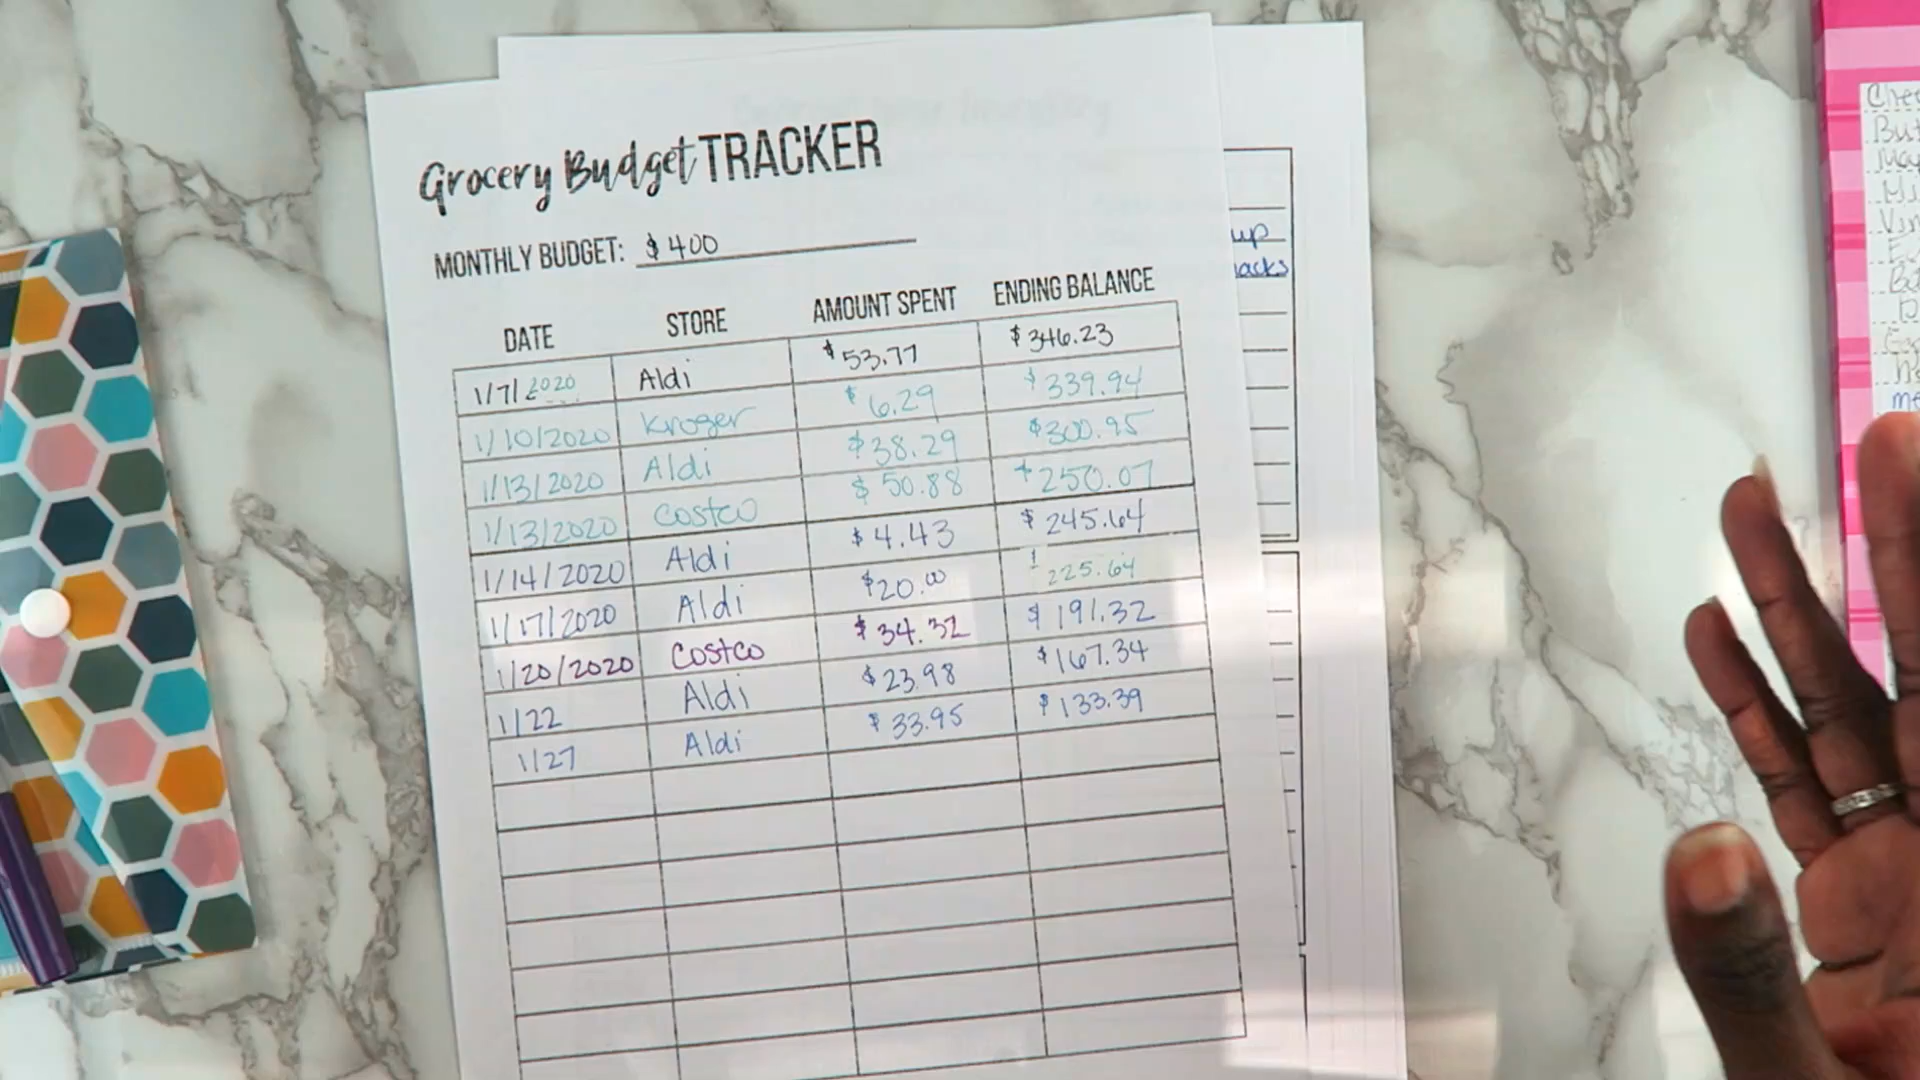 Grocery Budget TRACKER
MONTHLY BUDGET: $400
DATE STORE AMOUNT SPENT ENDING BALANCE
1/7/2020 Aldi $53.77 $346.23
1/10/2020 Kroger $6.29 $339.94
1/13/2020 Aldi $38.29 $300.95
1/13/2020 Costco $50.88 $250.07
1/14/2020 Aldi $4.43 $245.64
1/17/2020 Aldi $20.00 $225.64
1/20/2020 Costco $34.32 $191.32
1/22 Aldi $23.98 $167.34
1/27 Aldi $33.95 $133.39
up